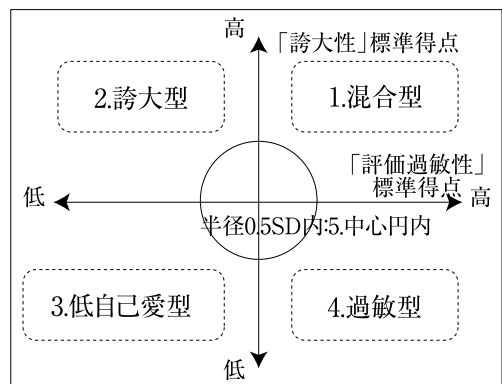 高
「誇大性」標準得点
2.誇大型
1.混合型
「評価過敏性」
標準得点
低
高
半径0.5SD内:5.中心円内
3.低自己愛型
4.過敏型
低